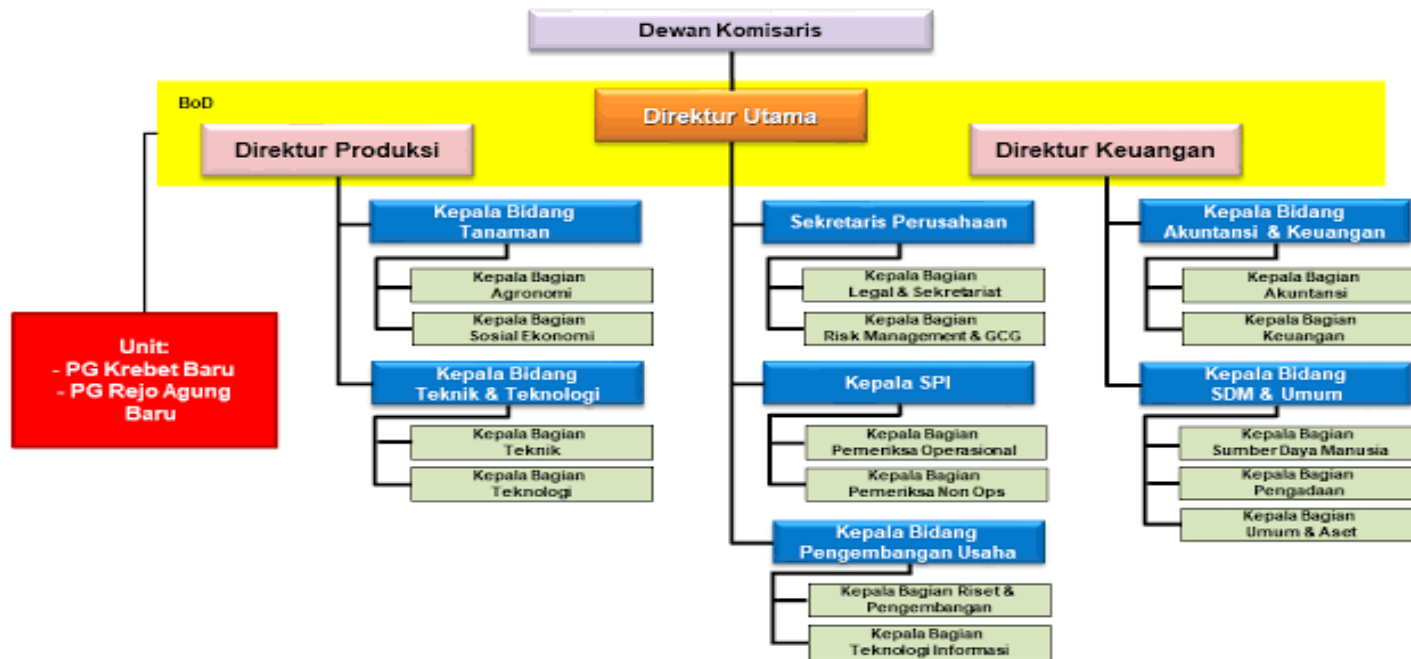 Dewan Komisaris
BoD
Direktur Utama
Direktur Produksi
Direktur Keuangan
Kepala Bidang
Tanaman
Kepala Bagian
Agronomi
Kepala Bagian
Sosial Ekonomi
Kepala Bidang
Teknik & Teknologi
Kepala Bagian
Teknik
Kepala Bagian
Teknologi
Sekretaris Perusahaan
Kepala Bagian
Legal & Sekretariat
Kepala Bagian
Risk Management & GCG
Kepala SPI
Kepala Bagian
Pemeriksa Operasional
Kepala Bagian
Pemeriksa Non Ops
Kepala Bidang
Pengembangan Usaha
Kepala Bagian Riset &
Pengembangan
Kepala Bagian
Teknologi Informasi
Kepala Bidang
Akuntansi & Keuangan
Kepala Bagian
Akuntansi
Kepala Bagian
Keuangan
Kepala Bidang
SDM & Umum
Kepala Bagian
Sumber Daya Manusia
Kepala Bagian
Pengadaan
Kepala Bagian
Umum & Aset
Unit:
- PG Krebet Baru
- PG Rejo Agung
Baru